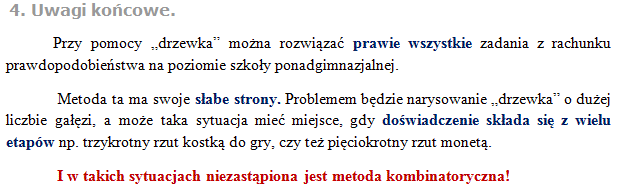 4. Uwagi końcowe.
Przy pomocy „drzewka” można rozwiązać prawie wszystkie zadania z rachunku
prawdopodobieństwa na poziomie szkoły ponadgimnazjalnej.
Metoda ta ma swoje słabe strony. Problemem będzie narysowanie „drzewka” o dużej
liczbie gałęzi, a może taka sytuacja mieć miejsce, gdy doświadczenie składa się z wielu
etapów np. trzykrotny rzut kostką do gry, czy też pięciokrotny rzut monetą.
I w takich sytuacjach niezastąpiona jest metoda kombinatoryczna!